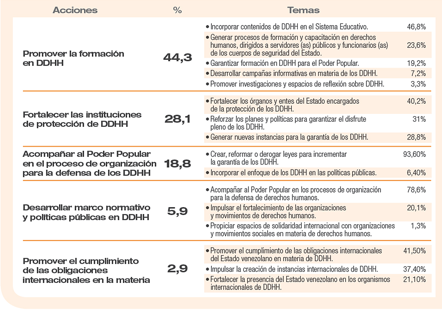 Acciones % Temas
Promover la formación
en DDHH
44,3
• Incorporar contenidos de DDHH en el Sistema Educativo. 46,8%
• Generar procesos de formación y capacitación en derechos
humanos, dirigidos a servidores (as) públicos y funcionarios (as)
de los cuerpos de seguridad del Estado.
23,6%
• Garantizar formación en DDHH para el Poder Popular. 19,2%
• Desarrollar campañas informativas en materia de los DDHH. 7,2%
• Promover investigaciones y espacios de reflexión sobre DDHH. 3,3%
Fortalecer las instituciones
de protección de DDHH
28,1
• Fortalecer los órganos y entes del Estado encargados
de la protección de los DDHH.
40,2%
• Reforzar los planes y políticas para garantizar el disfrute
pleno de los DDHH.
31%
• Generar nuevas instancias para la garantía de los DDHH. 28,8%
Acompañar al Poder Popular
en el proceso de organización
para la defensa de los DDHH
18,8
• Crear, reformar o derogar leyes para incrementar
la garantía de los DDHH.
93,60%
• Incorporar el enfoque de los DDHH en las políticas públicas. 6,40%
Desarrollar marco normativo
y políticas públicas en DDHH
5,9
• Acompañar al Poder Popular en los procesos de organización
para la defensa de derechos humanos.
78,6%
• Impulsar el fortalecimiento de las organizaciones
y movimientos de derechos humanos.
20,1%
• Propiciar espacios de solidaridad internacional con organizaciones
y movimientos sociales en materia de derechos humanos.
1,3%
Promover el cumplimiento
de las obligaciones
internacionales en la materia
2,9
• Promover el cumplimiento de las obligaciones internacionales
del Estado venezolano en materia de DDHH.
41,50%
• Impulsar la creación de instancias internacionales de DDHH. 37,40%
• Fortalecer la presencia del Estado venezolano en los organismos
internacionales de DDHH.
21,10%